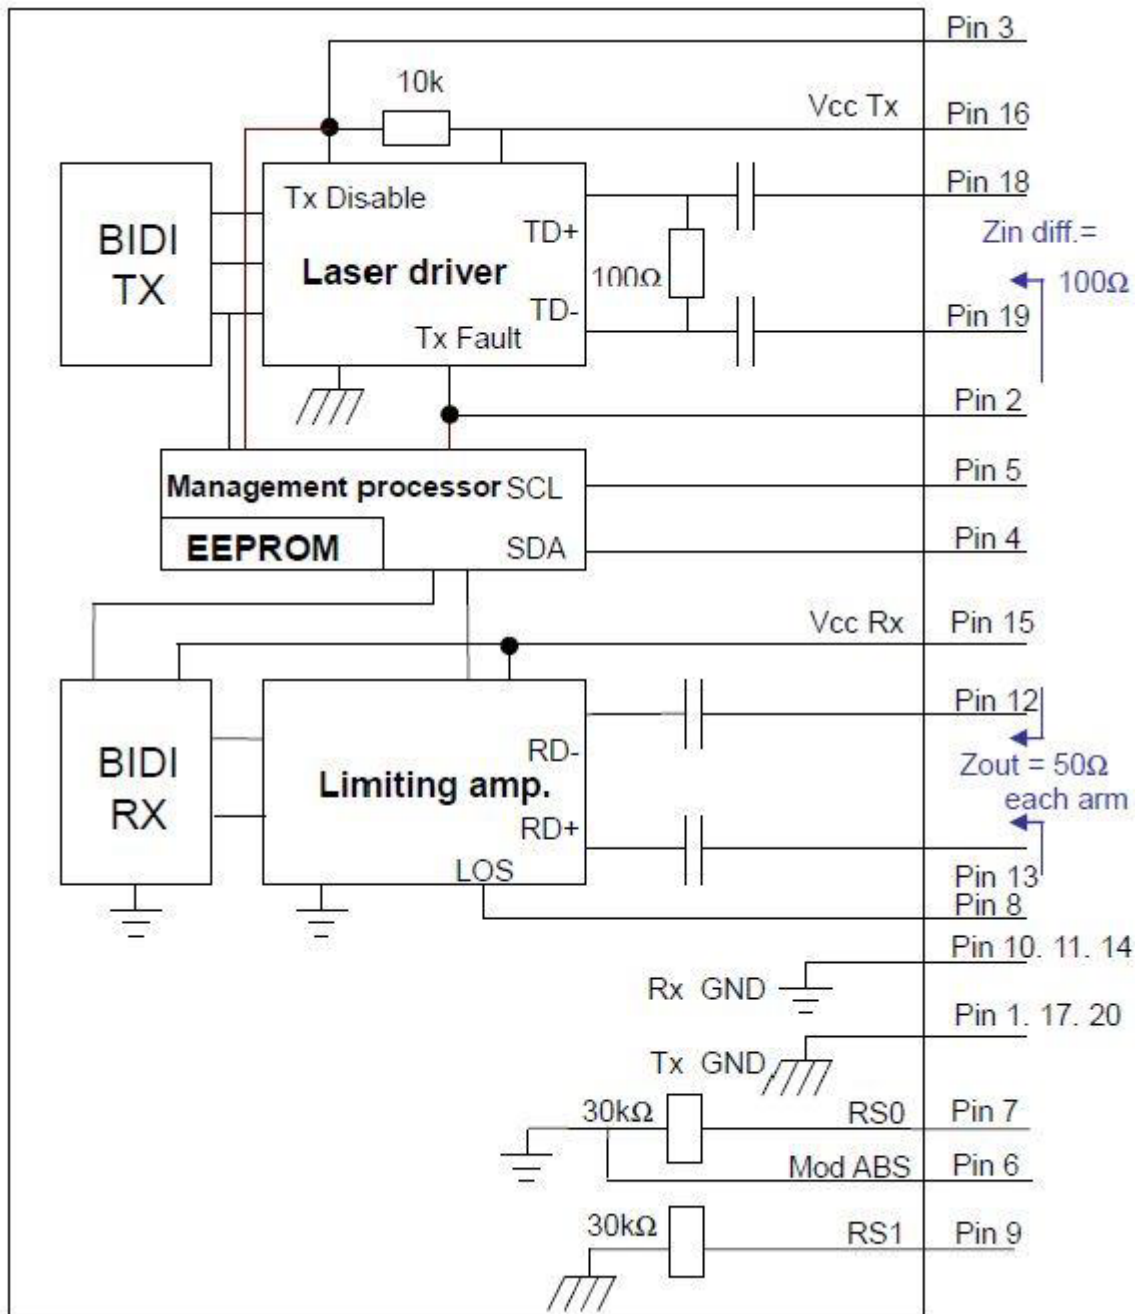 Pin 3
10k
Vcc Tx
Pin 16
Tx Disable
Pin 18
BIDI
TX
TD+
Zin diff.=
Laser driver
100Ω
100Ω
TD-
Pin 19
Tx Fault
Pin 2
Management processor
SCL
Pin 5
EEPROM
SDA
Pin 4
Vcc Rx
Pin 15
Pin 12
BIDI
RX
RD-
Limiting amp.
Zout = 50Ω
each arm
RD+
LOS
Pin 13
Pin 8
Pin 10. 11. 14
Rx GND
Pin 1. 17. 20
Tx GND
30kΩ
RS0
Pin 7
Mod ABS
Pin 6
30kΩ
RS1
Pin 9